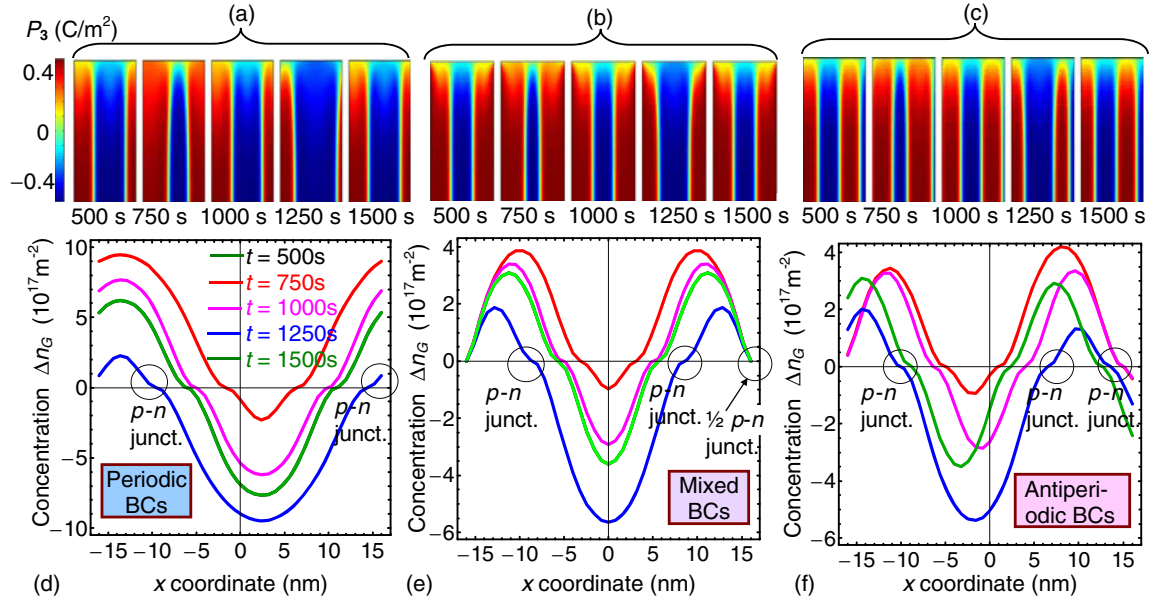 (a) (b) (c)
P₃ (C/m²)
0.4
0
−0.4
500 s 750 s 1000 s 1250 s 1500 s
500 s 750 s 1000 s 1250 s 1500 s
500 s 750 s 1000 s 1250 s 1500 s
Concentration Δn_G (10¹⁷m⁻²)
10
5
0
−5
−10
t = 500s
t = 750s
t = 1000s
t = 1250s
t = 1500s
p-n
junct.
p-n
junct.
Periodic
BCs
−15 −10 −5 0 5 10 15
(d) x coordinate (nm)
Concentration Δn_G (10¹⁷m⁻²)
4
2
0
−2
−4
−6
p-n
junct.
p-n
junct.
½ p-n
junct.
Mixed
BCs
−15 −10 −5 0 5 10 15
(e) x coordinate (nm)
Concentration Δn_G (10¹⁷m⁻²)
4
2
0
−2
−4
−6
p-n
junct.
p-n
junct.
p-n
junct.
Antiperi-
odic BCs
−15 −10 −5 0 5 10 15
(f) x coordinate (nm)